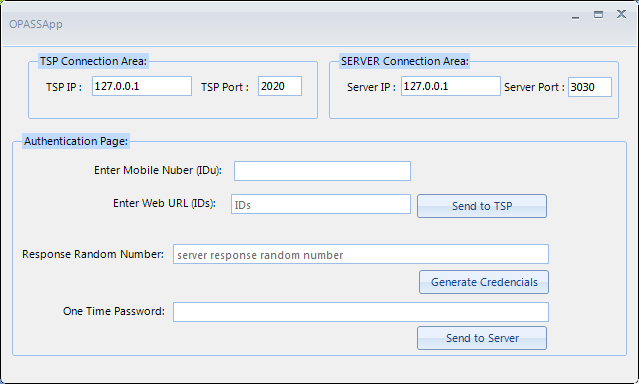 OPASSApp
TSP Connection Area: SERVER Connection Area:
TSP IP : 127.0.0.1 TSP Port : 2020 Server IP : 127.0.0.1 Server Port : 3030
Authentication Page:
Enter Mobile Nuber (IDu):
Enter Web URL (IDs): IDs Send to TSP
Response Random Number: server response random number
Generate Credencials
One Time Password:
Send to Server